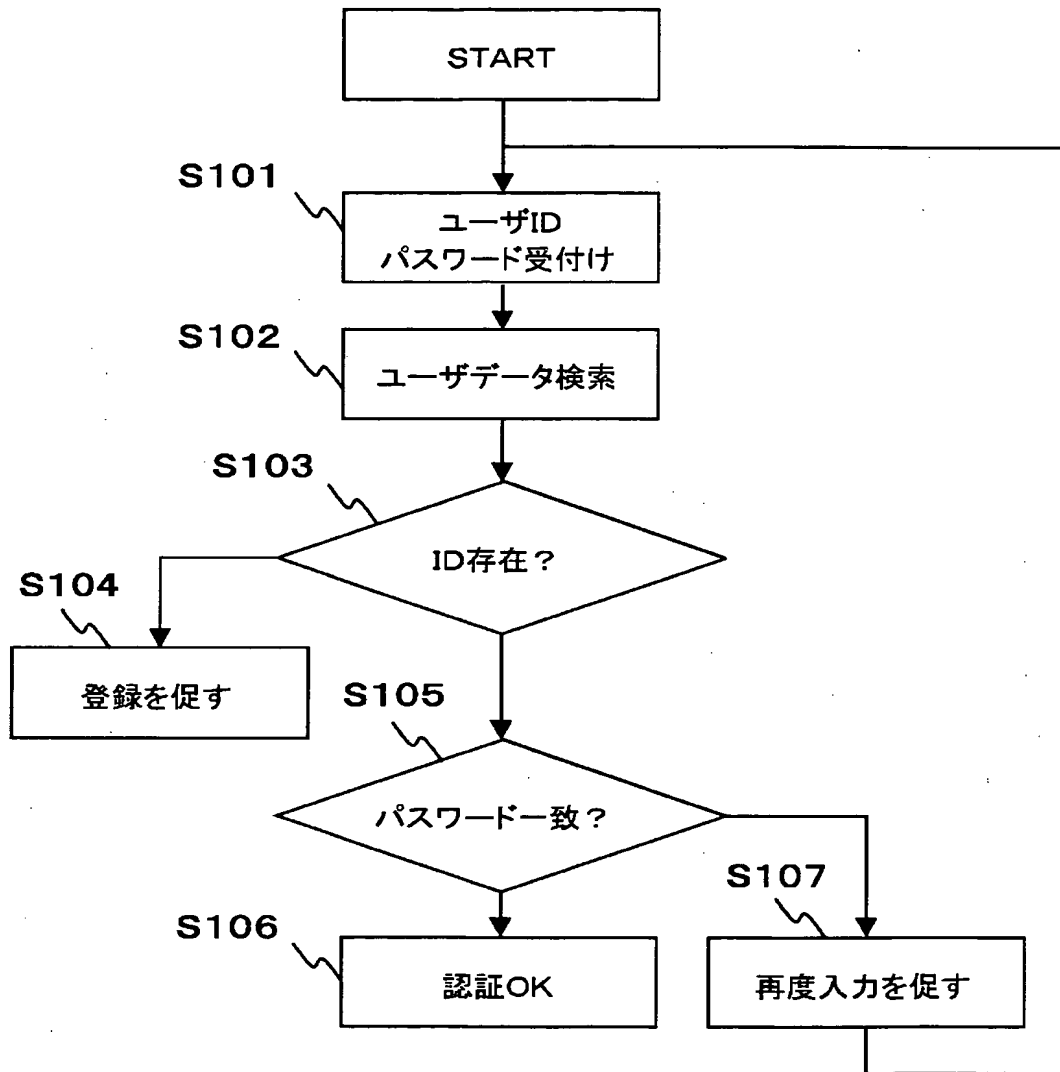 START
S101
ユーザID
パスワード受付け
S102
ユーザデータ検索
S103
ID存在？
S104
登録を促す
S105
パスワード一致？
S107
S106
認証OK
再度入力を促す